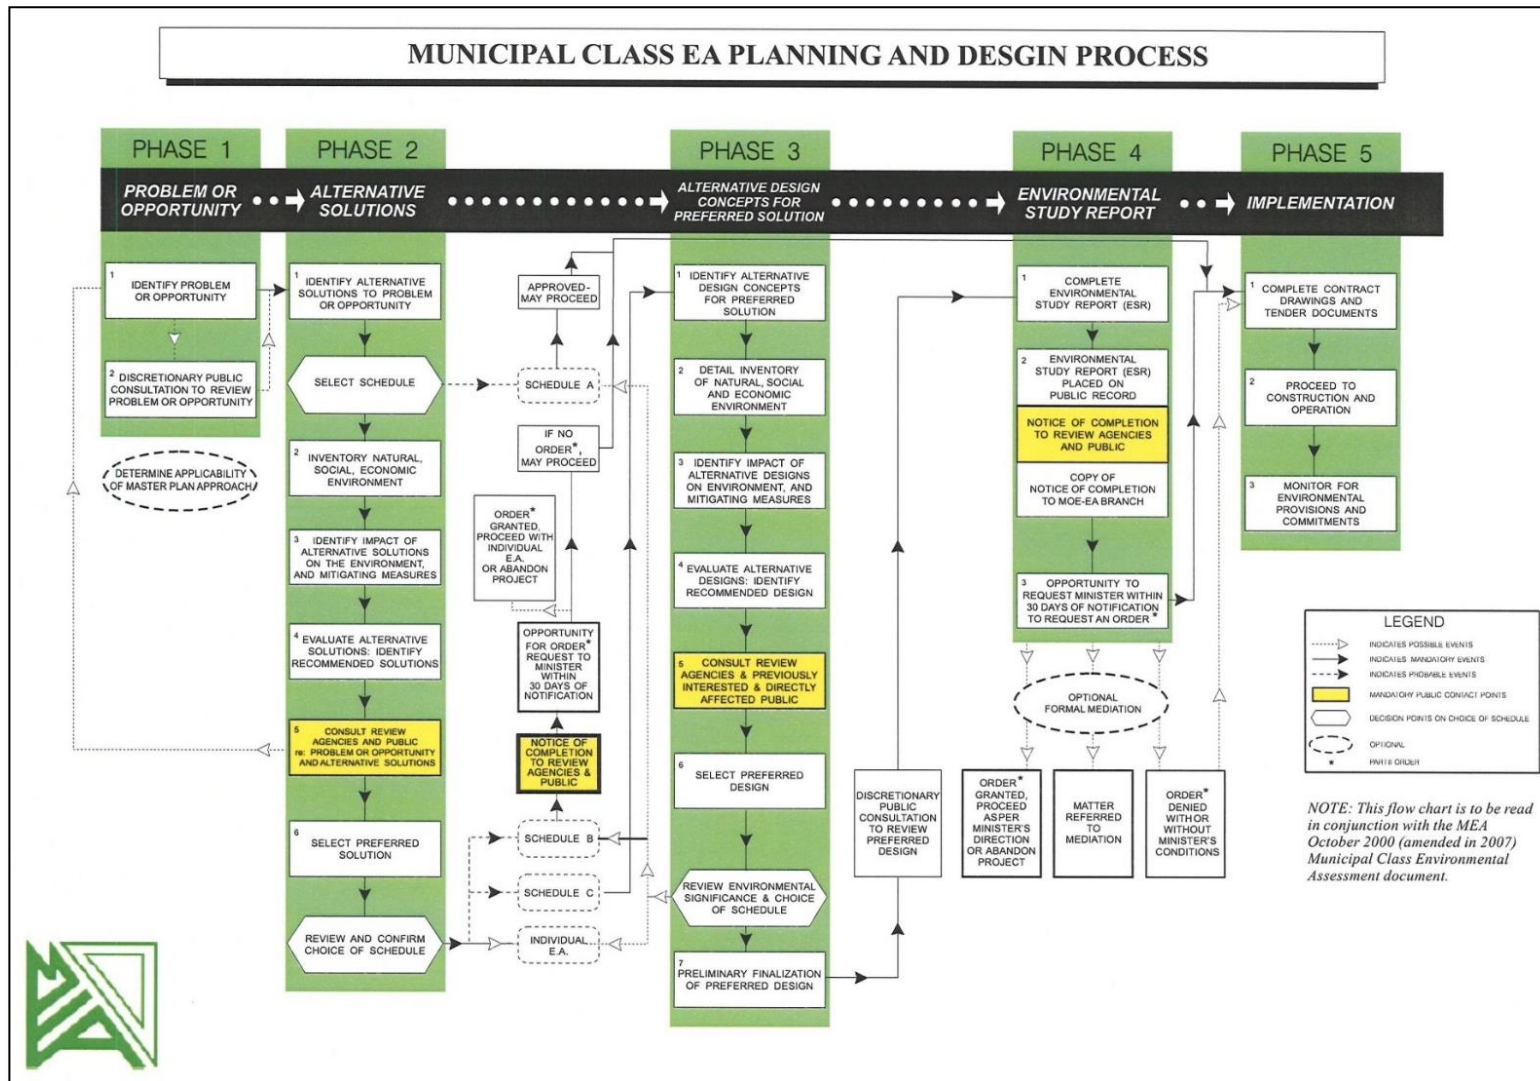 MUNICIPAL CLASS EA PLANNING AND DESGIN PROCESS
PHASE 1
PROBLEM OR
OPPORTUNITY
1
IDENTIFY PROBLEM
OR OPPORTUNITY
2
DISCRETIONARY PUBLIC
CONSULTATION TO REVIEW
PROBLEM OR OPPORTUNITY
DETERMINE APPLICABILITY
OF MASTER PLAN APPROACH
PHASE 2
ALTERNATIVE
SOLUTIONS
1
IDENTIFY ALTERNATIVE
SOLUTIONS TO PROBLEM
OR OPPORTUNITY
SELECT SCHEDULE
2
INVENTORY NATURAL,
SOCIAL, ECONOMIC
ENVIRONMENT
3
IDENTIFY IMPACT OF
ALTERNATIVE SOLUTIONS
ON THE ENVIRONMENT,
AND MITIGATING MEASURES
4
EVALUATE ALTERNATIVE
SOLUTIONS: IDENTIFY
RECOMMENDED SOLUTIONS
5
CONSULT REVIEW
AGENCIES AND PUBLIC
re: PROBLEM OR OPPORTUNITY
AND ALTERNATIVE SOLUTIONS
6
SELECT PREFERRED
SOLUTION
REVIEW AND CONFIRM
CHOICE OF SCHEDULE
APPROVED-
MAY PROCEED
SCHEDULE A
IF NO
ORDER*,
MAY PROCEED
ORDER*
GRANTED,
PROCEED WITH
INDIVIDUAL
E.A.
OR ABANDON
PROJECT
OPPORTUNITY
FOR ORDER*
REQUEST TO
MINISTER
WITHIN
30 DAYS OF
NOTIFICATION
NOTICE OF
COMPLETION
TO REVIEW
AGENCIES &
PUBLIC
SCHEDULE B
SCHEDULE C
INDIVIDUAL
E.A.
PHASE 3
ALTERNATIVE DESIGN
CONCEPTS FOR
PREFERRED SOLUTION
1
IDENTIFY ALTERNATIVE
DESIGN CONCEPTS
FOR PREFERRED
SOLUTION
2
DETAIL INVENTORY
OF NATURAL, SOCIAL
AND ECONOMIC
ENVIRONMENT
3
IDENTIFY IMPACT OF
ALTERNATIVE DESIGNS
ON ENVIRONMENT, AND
MITIGATING MEASURES
4
EVALUATE ALTERNATIVE
DESIGNS: IDENTIFY
RECOMMENDED DESIGN
5
CONSULT REVIEW
AGENCIES & PREVIOUSLY
INTERESTED & DIRECTLY
AFFECTED PUBLIC
6
SELECT PREFERRED
DESIGN
REVIEW ENVIRONMENTAL
SIGNIFICANCE & CHOICE
OF SCHEDULE
7
PRELIMINARY FINALIZATION
OF PREFERRED DESIGN
DISCRETIONARY
PUBLIC
CONSULTATION
TO REVIEW
PREFERRED
DESIGN
PHASE 4
ENVIRONMENTAL
STUDY REPORT
1
COMPLETE
ENVIRONMENTAL
STUDY REPORT (ESR)
2
ENVIRONMENTAL
STUDY REPORT (ESR)
PLACED ON
PUBLIC RECORD
NOTICE OF COMPLETION
TO REVIEW AGENCIES
AND PUBLIC
COPY OF
NOTICE OF COMPLETION
TO MOE-EA BRANCH
3
OPPORTUNITY TO
REQUEST MINISTER WITHIN
30 DAYS OF NOTIFICATION
TO REQUEST AN ORDER*
OPTIONAL
FORMAL MEDIATION
ORDER*
GRANTED,
PROCEED
ASPER
MINISTER'S
DIRECTION
OR ABANDON
PROJECT
MATTER
REFERRED
TO
MEDIATION
ORDER*
DENIED
WITH OR
WITHOUT
MINISTER'S
CONDITIONS
PHASE 5
IMPLEMENTATION
1
COMPLETE CONTRACT
DRAWINGS AND
TENDER DOCUMENTS
2
PROCEED TO
CONSTRUCTION AND
OPERATION
3
MONITOR FOR
ENVIRONMENTAL
PROVISIONS AND
COMMITMENTS
LEGEND
INDICATES POSSIBLE EVENTS
INDICATES MANDATORY EVENTS
INDICATES PROBABLE EVENTS
MANDATORY PUBLIC CONTACT POINTS
DECISION POINTS ON CHOICE OF SCHEDULE
OPTIONAL
* PART II ORDER
NOTE: This flow chart is to be read
in conjunction with the MEA
October 2000 (amended in 2007)
Municipal Class Environmental
Assessment document.
MEA